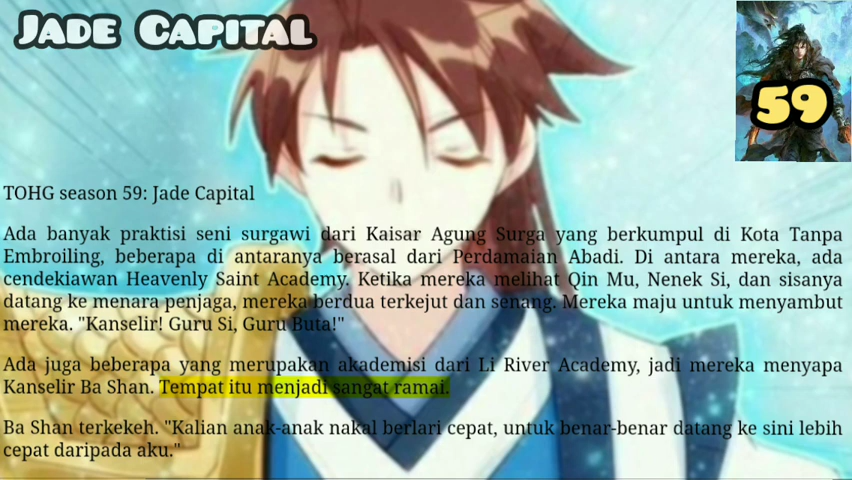 JADE CAPITAL
59
TOHG season 59: Jade Capital
Ada banyak praktisi seni surgawi dari Kaisar Agung Surga yang berkumpul di Kota Tanpa
Embroiling, beberapa di antaranya berasal dari Perdamaian Abadi. Di antara mereka, ada
cendekiawan Heavenly Saint Academy. Ketika mereka melihat Qin Mu, Nenek Si, dan sisanya
datang ke menara penjaga, mereka berdua terkejut dan senang. Mereka maju untuk menyambut
mereka. "Kanselir! Guru Si, Guru Buta!"
Ada juga beberapa yang merupakan akademisi dari Li River Academy, jadi mereka menyapa
Kanselir Ba Shan. Tempat itu menjadi sangat ramai.
Ba Shan terkekeh. "Kalian anak-anak nakal berlari cepat, untuk benar-benar datang ke sini lebih
cepat daripada aku."